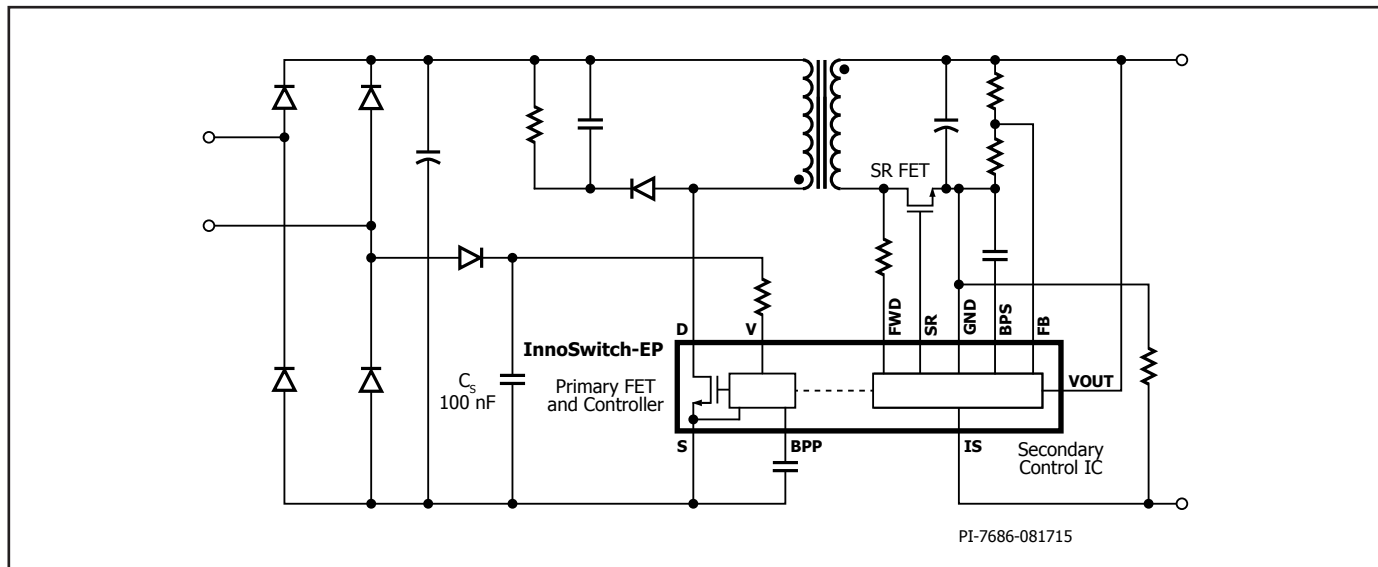 SR FET
FWD
SR
GND
BPS
FB
D
V
InnoSwitch-EP
Primary FET
and Controller
VOUT
C_S
100 nF
S
BPP
IS
Secondary
Control IC
PI-7686-081715